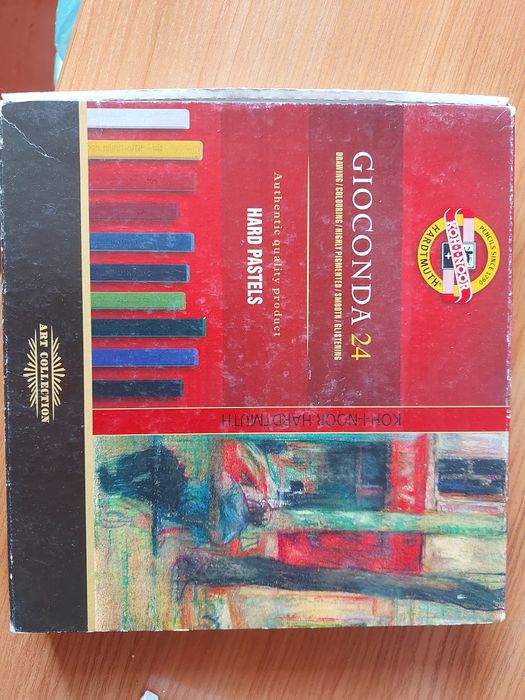 PENCILS SINCE 1790
KOH-I-NOOR
HARDTMUTH
GIOCONDA 24
DRAWING / COLOURING / HIGHLY PIGMENTED / SMOOTH / GLISTENING
Authentic quality product
HARD PASTELS
KOH-I-NOOR HARDTMUTH
ART COLLECTION